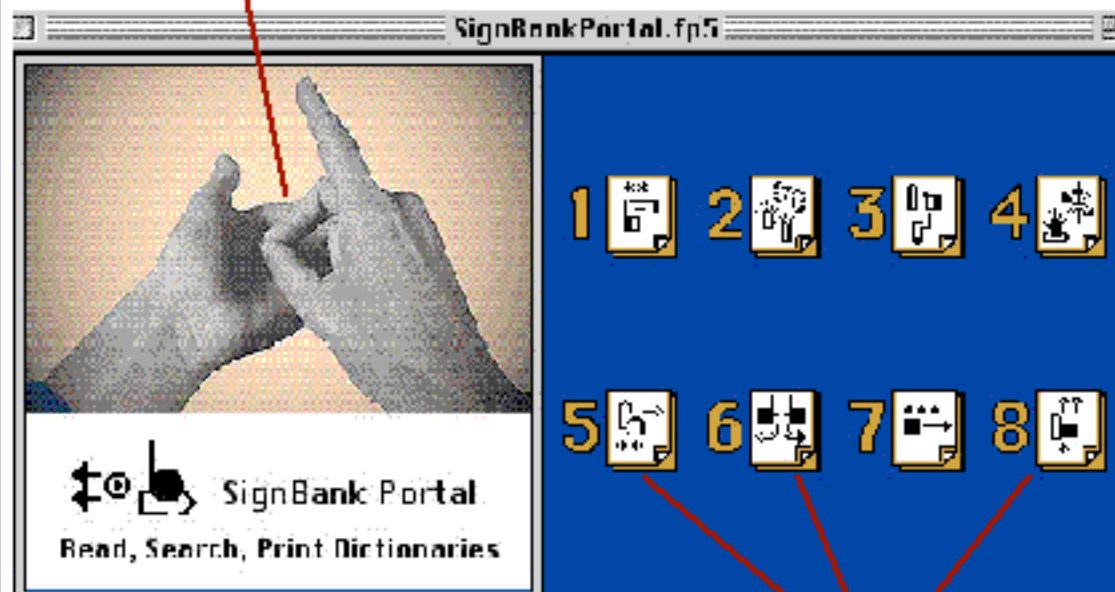 SignBankPortal.fp5
1 2 3 4
5 6 7 8
SignBank Portal
Read, Search, Print Dictionaries